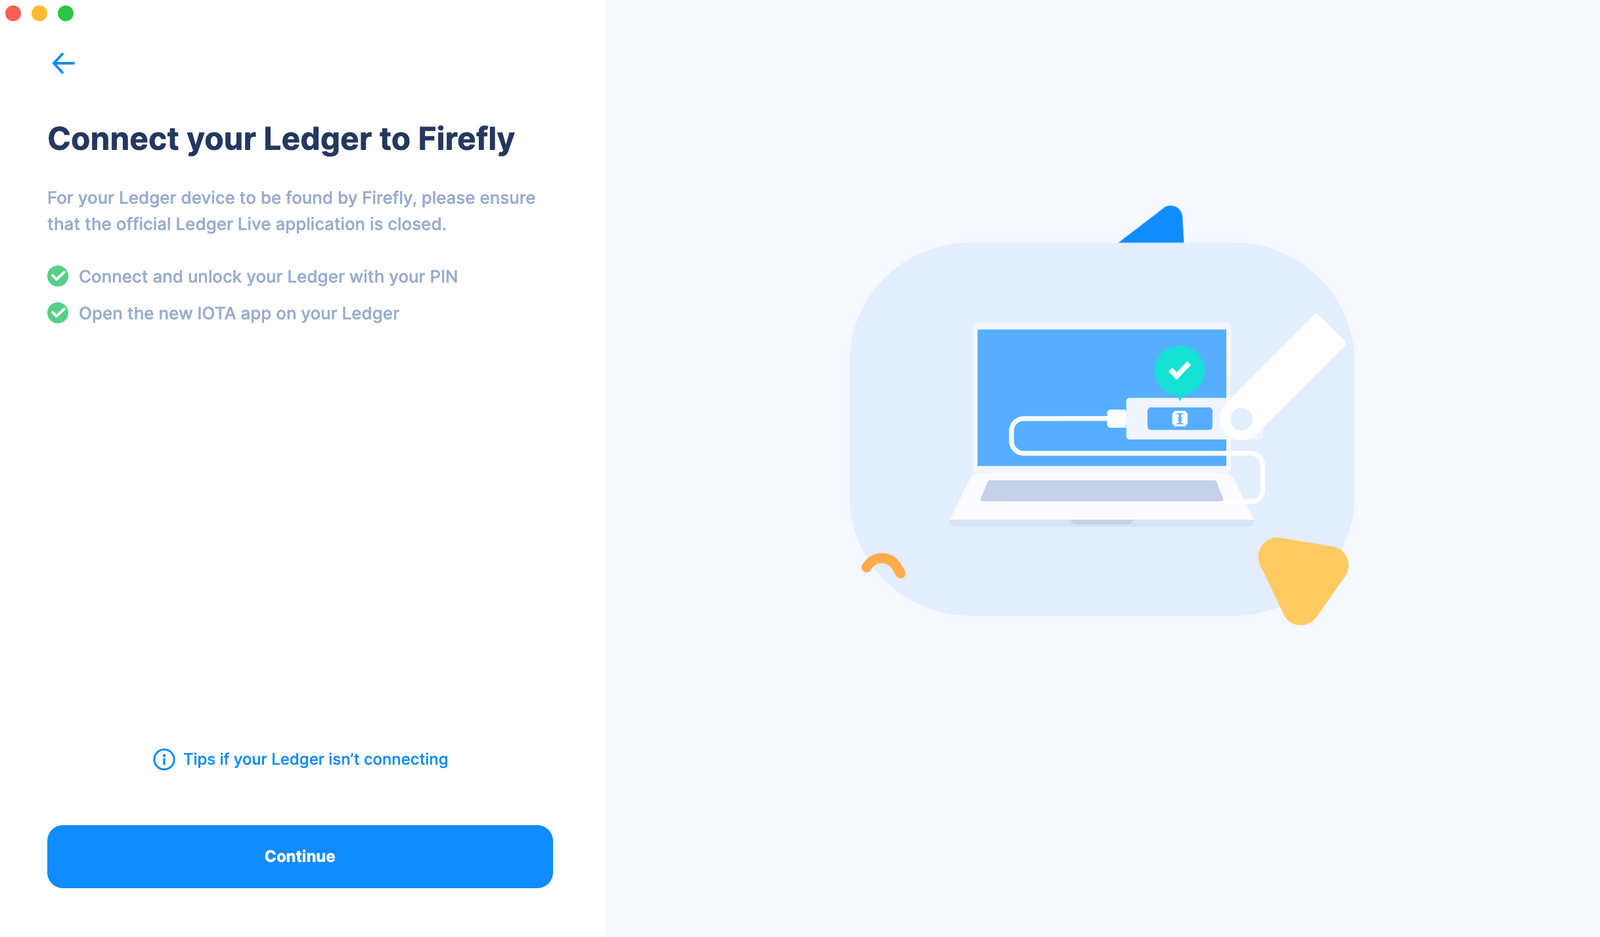 Connect your Ledger to Firefly
For your Ledger device to be found by Firefly, please ensure
that the official Ledger Live application is closed.
Connect and unlock your Ledger with your PIN
Open the new IOTA app on your Ledger
Tips if your Ledger isn’t connecting
Continue